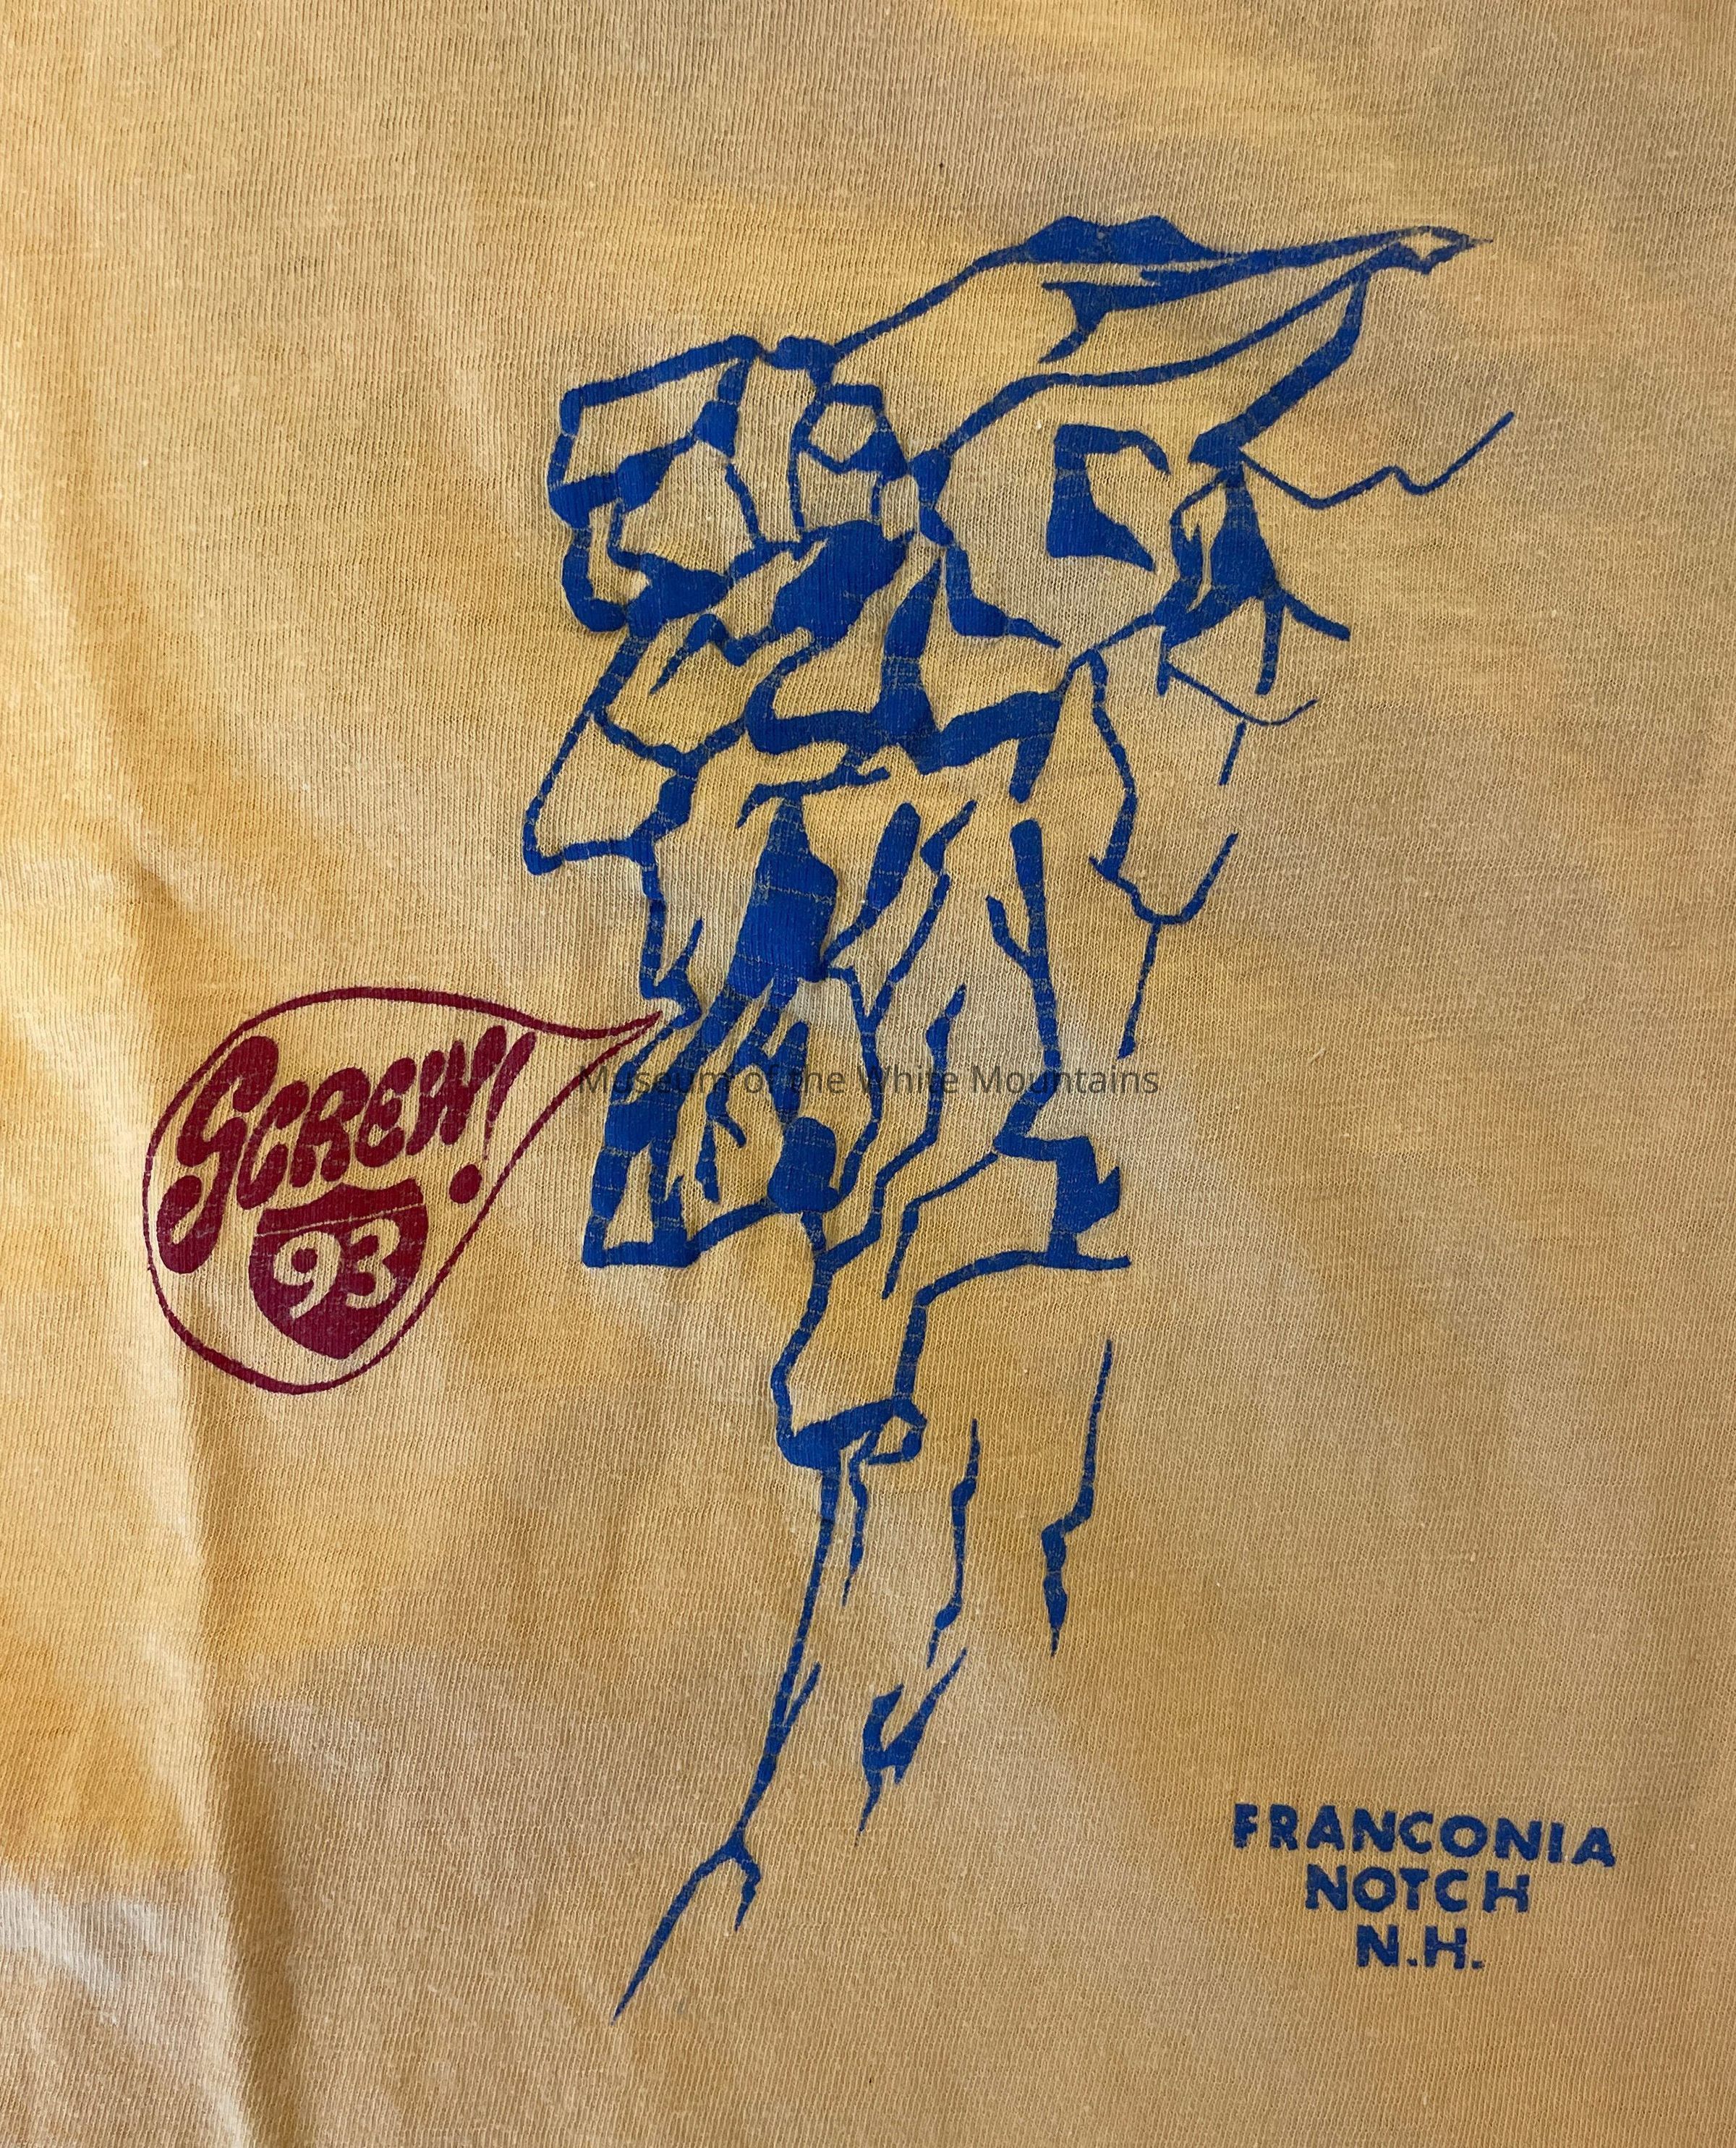 SCREW!
93
Museum of the White Mountains
FRANCONIA
NOTCH
N.H.